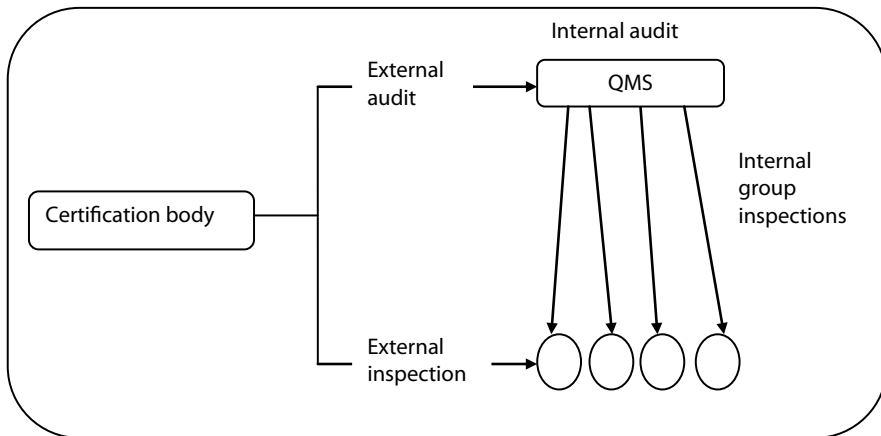 Internal audit
External
audit
QMS
Internal
group
inspections
Certification body
External
inspection